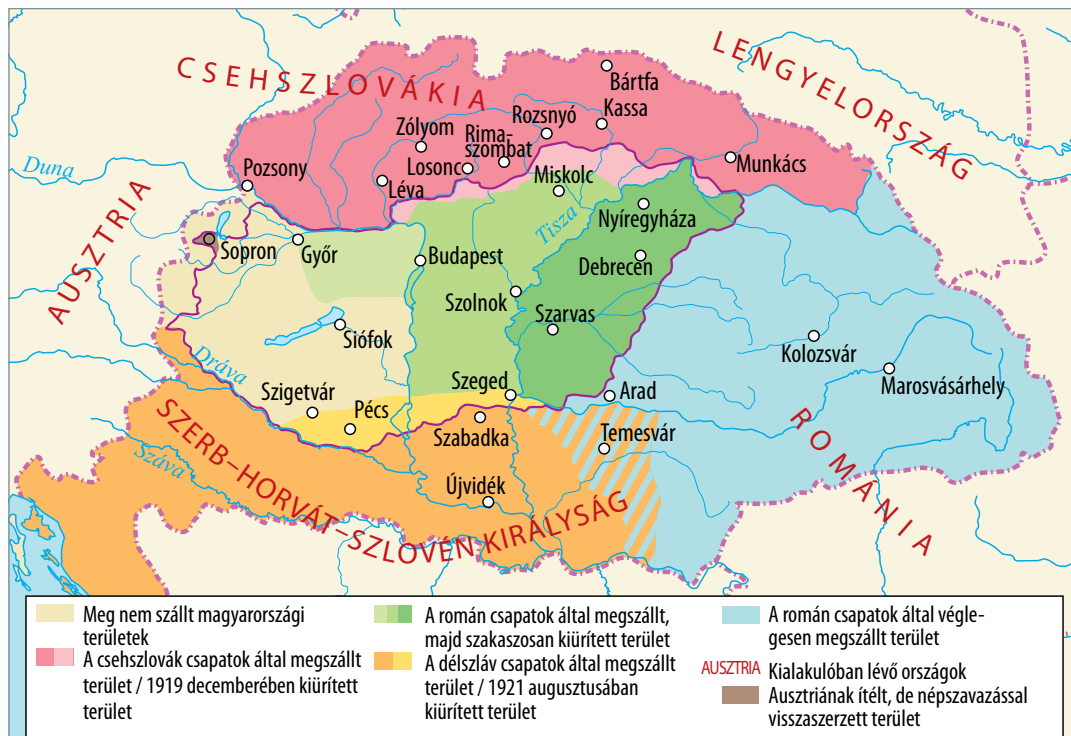 CSEHSZLOVÁKIA
LENGYELORSZÁG
Bártfa
Kassa
Rozsnyó
Zólyom
Rima-
szombat
Losonc
Munkács
Duna
Pozsony
Léva
Miskolc
Nyíregyháza
Tisza
AUSZTRIA
Sopron
Győr
Budapest
Debrecen
Szolnok
Szarvas
Siófok
Kolozsvár
Dráva
Marosvásárhely
Szigetvár
Pécs
Szeged
Arad
Szabadka
Temesvár
ROMÁNIA
Száva
Újvidék
SZERB–HORVÁT–SZLOVÉN KIRÁLYSÁG
Meg nem szállt magyarországi
területek
A csehszlovák csapatok által megszállt
terület / 1919 decemberében kiürített
terület
A román csapatok által megszállt,
majd szakaszosan kiürített terület
A délszláv csapatok által megszállt
terület / 1921 augusztusában
kiürített terület
A román csapatok által végle-
gesen megszállt terület
AUSZTRIA Kialakulóban lévő országok
Ausztriának ítélt, de népszavazással
visszaszerzett terület